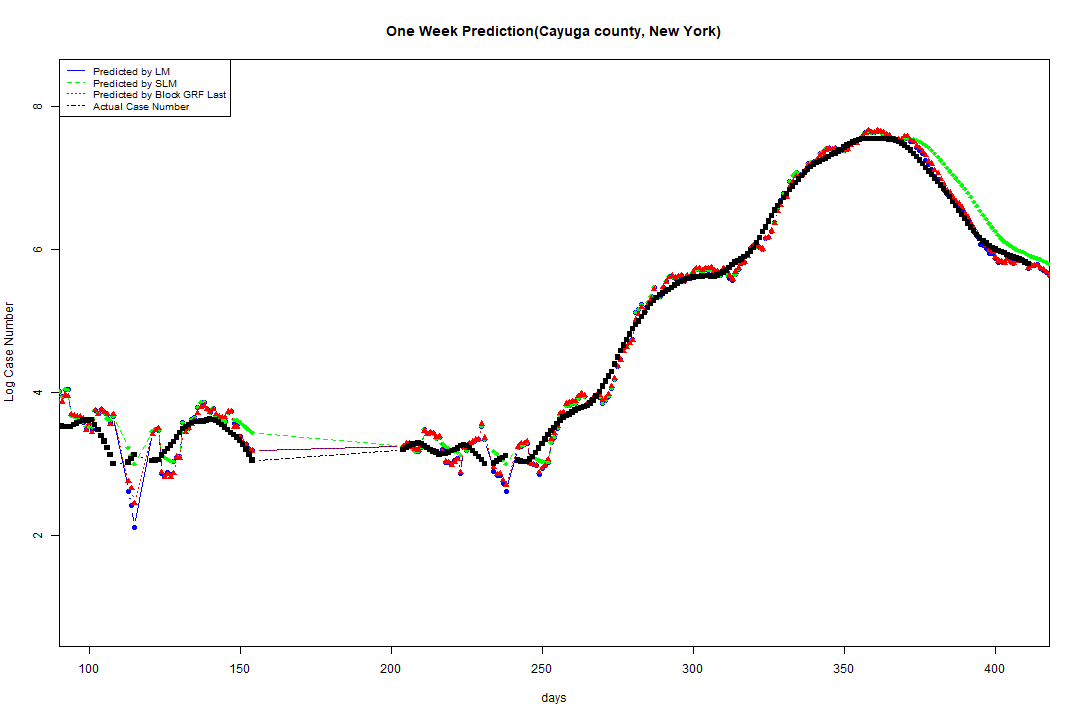 One Week Prediction(Cayuga county, New York)
Predicted by LM
Predicted by SLM
Predicted by Block GRF Last
Actual Case Number
8
6
4
2
Log Case Number
100 150 200 250 300 350 400
days